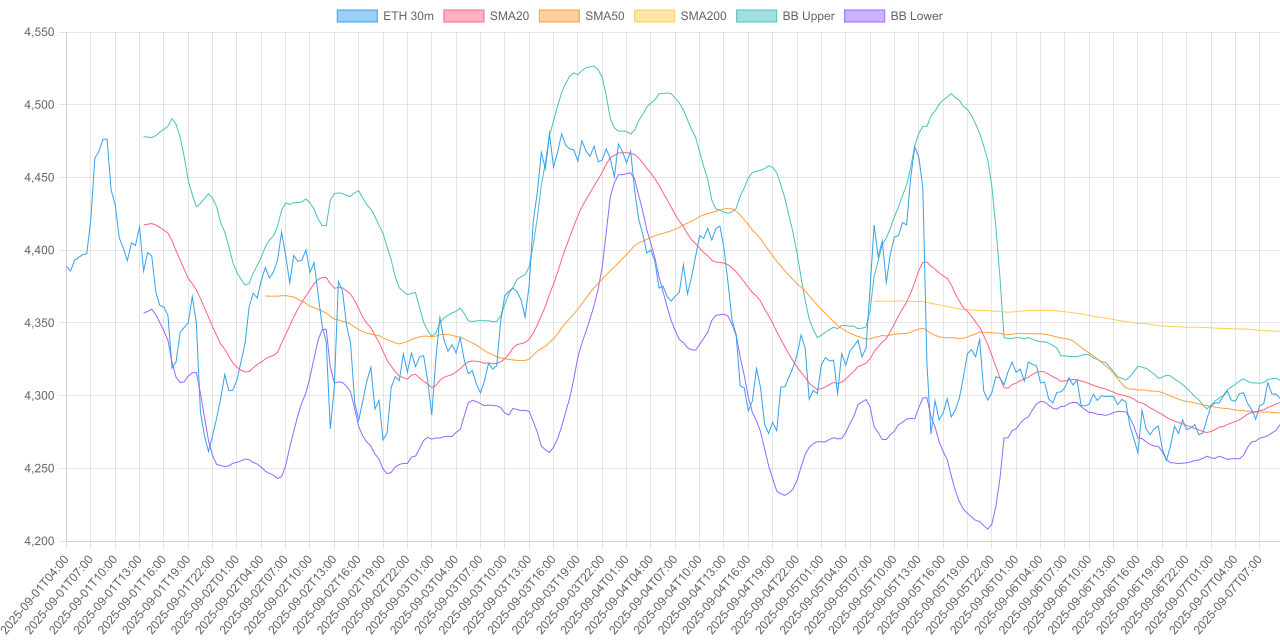 ETH 30m SMA20 SMA50 SMA200 BB Upper BB Lower
4,550
4,500
4,450
4,400
4,350
4,300
4,250
4,200
2025-09-01T04:00
2025-09-01T07:00
2025-09-01T10:00
2025-09-01T13:00
2025-09-01T16:00
2025-09-01T19:00
2025-09-01T22:00
2025-09-02T01:00
2025-09-02T04:00
2025-09-02T07:00
2025-09-02T10:00
2025-09-02T13:00
2025-09-02T16:00
2025-09-02T19:00
2025-09-02T22:00
2025-09-03T01:00
2025-09-03T04:00
2025-09-03T07:00
2025-09-03T10:00
2025-09-03T13:00
2025-09-03T16:00
2025-09-03T19:00
2025-09-03T22:00
2025-09-04T01:00
2025-09-04T04:00
2025-09-04T07:00
2025-09-04T10:00
2025-09-04T13:00
2025-09-04T16:00
2025-09-04T19:00
2025-09-04T22:00
2025-09-05T01:00
2025-09-05T04:00
2025-09-05T07:00
2025-09-05T10:00
2025-09-05T13:00
2025-09-05T16:00
2025-09-05T19:00
2025-09-05T22:00
2025-09-06T01:00
2025-09-06T04:00
2025-09-06T07:00
2025-09-06T10:00
2025-09-06T13:00
2025-09-06T16:00
2025-09-06T19:00
2025-09-06T22:00
2025-09-07T01:00
2025-09-07T04:00
2025-09-07T07:00